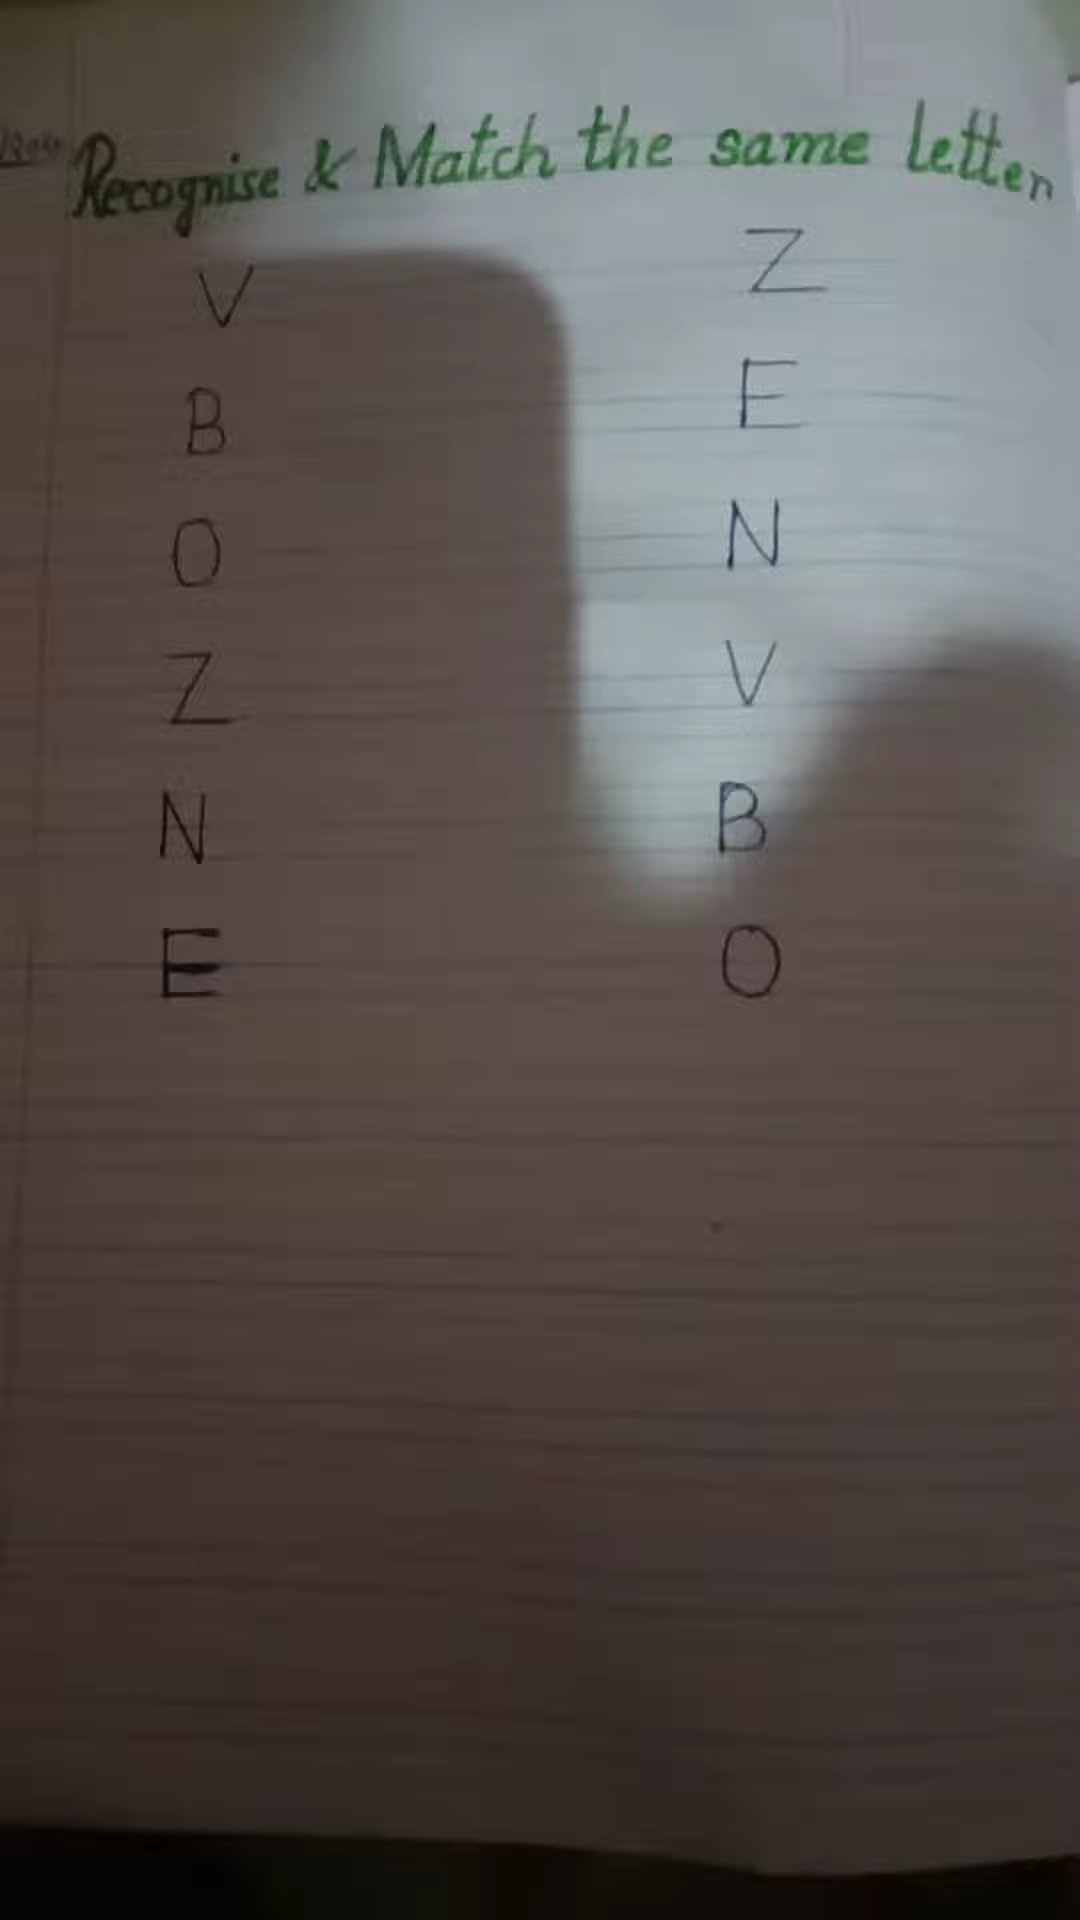 Recognise & Match the same letter
V Z
B E
O N
Z V
N B
E O